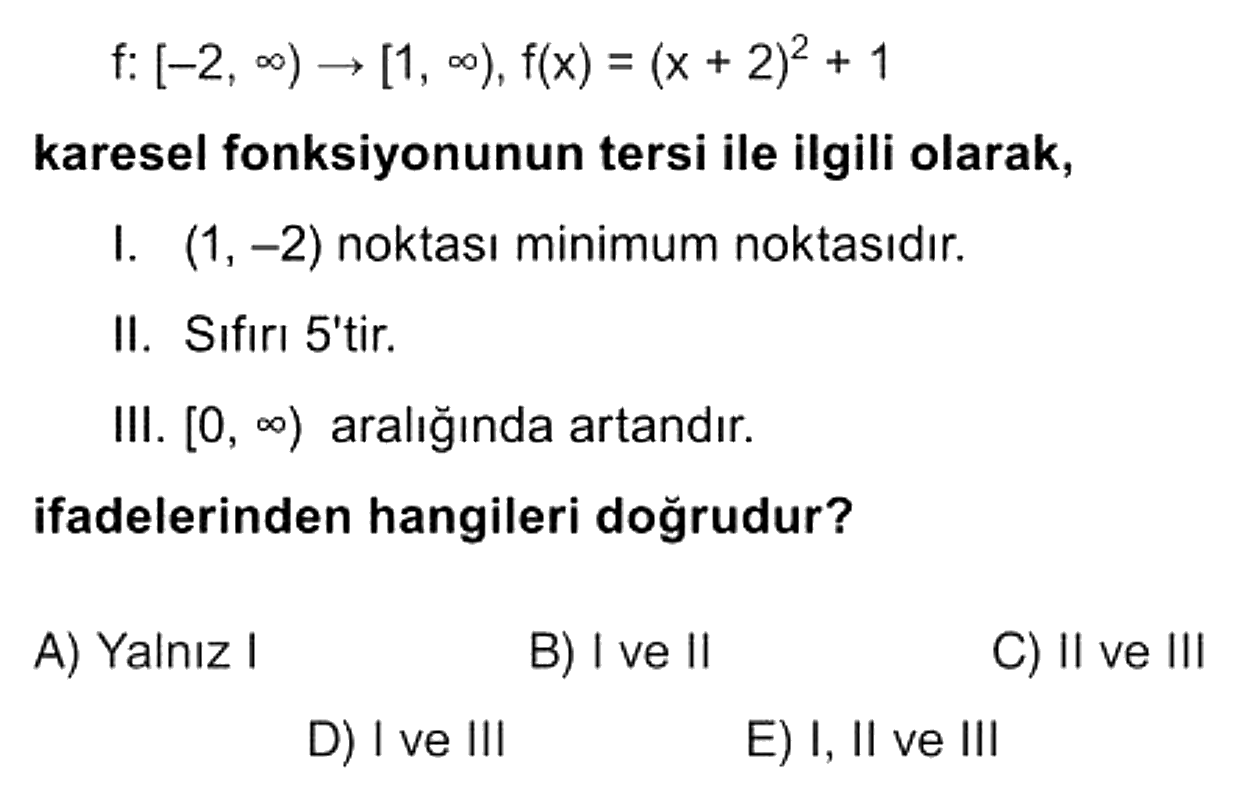 f: [–2, ∞) → [1, ∞), f(x) = (x + 2)² + 1
karesel fonksiyonunun tersi ile ilgili olarak,
I. (1, –2) noktası minimum noktasıdır.
II. Sıfırı 5'tir.
III. [0, ∞) aralığında artandır.
ifadelerinden hangileri doğrudur?
A) Yalnız I B) I ve II C) II ve III
D) I ve III E) I, II ve III